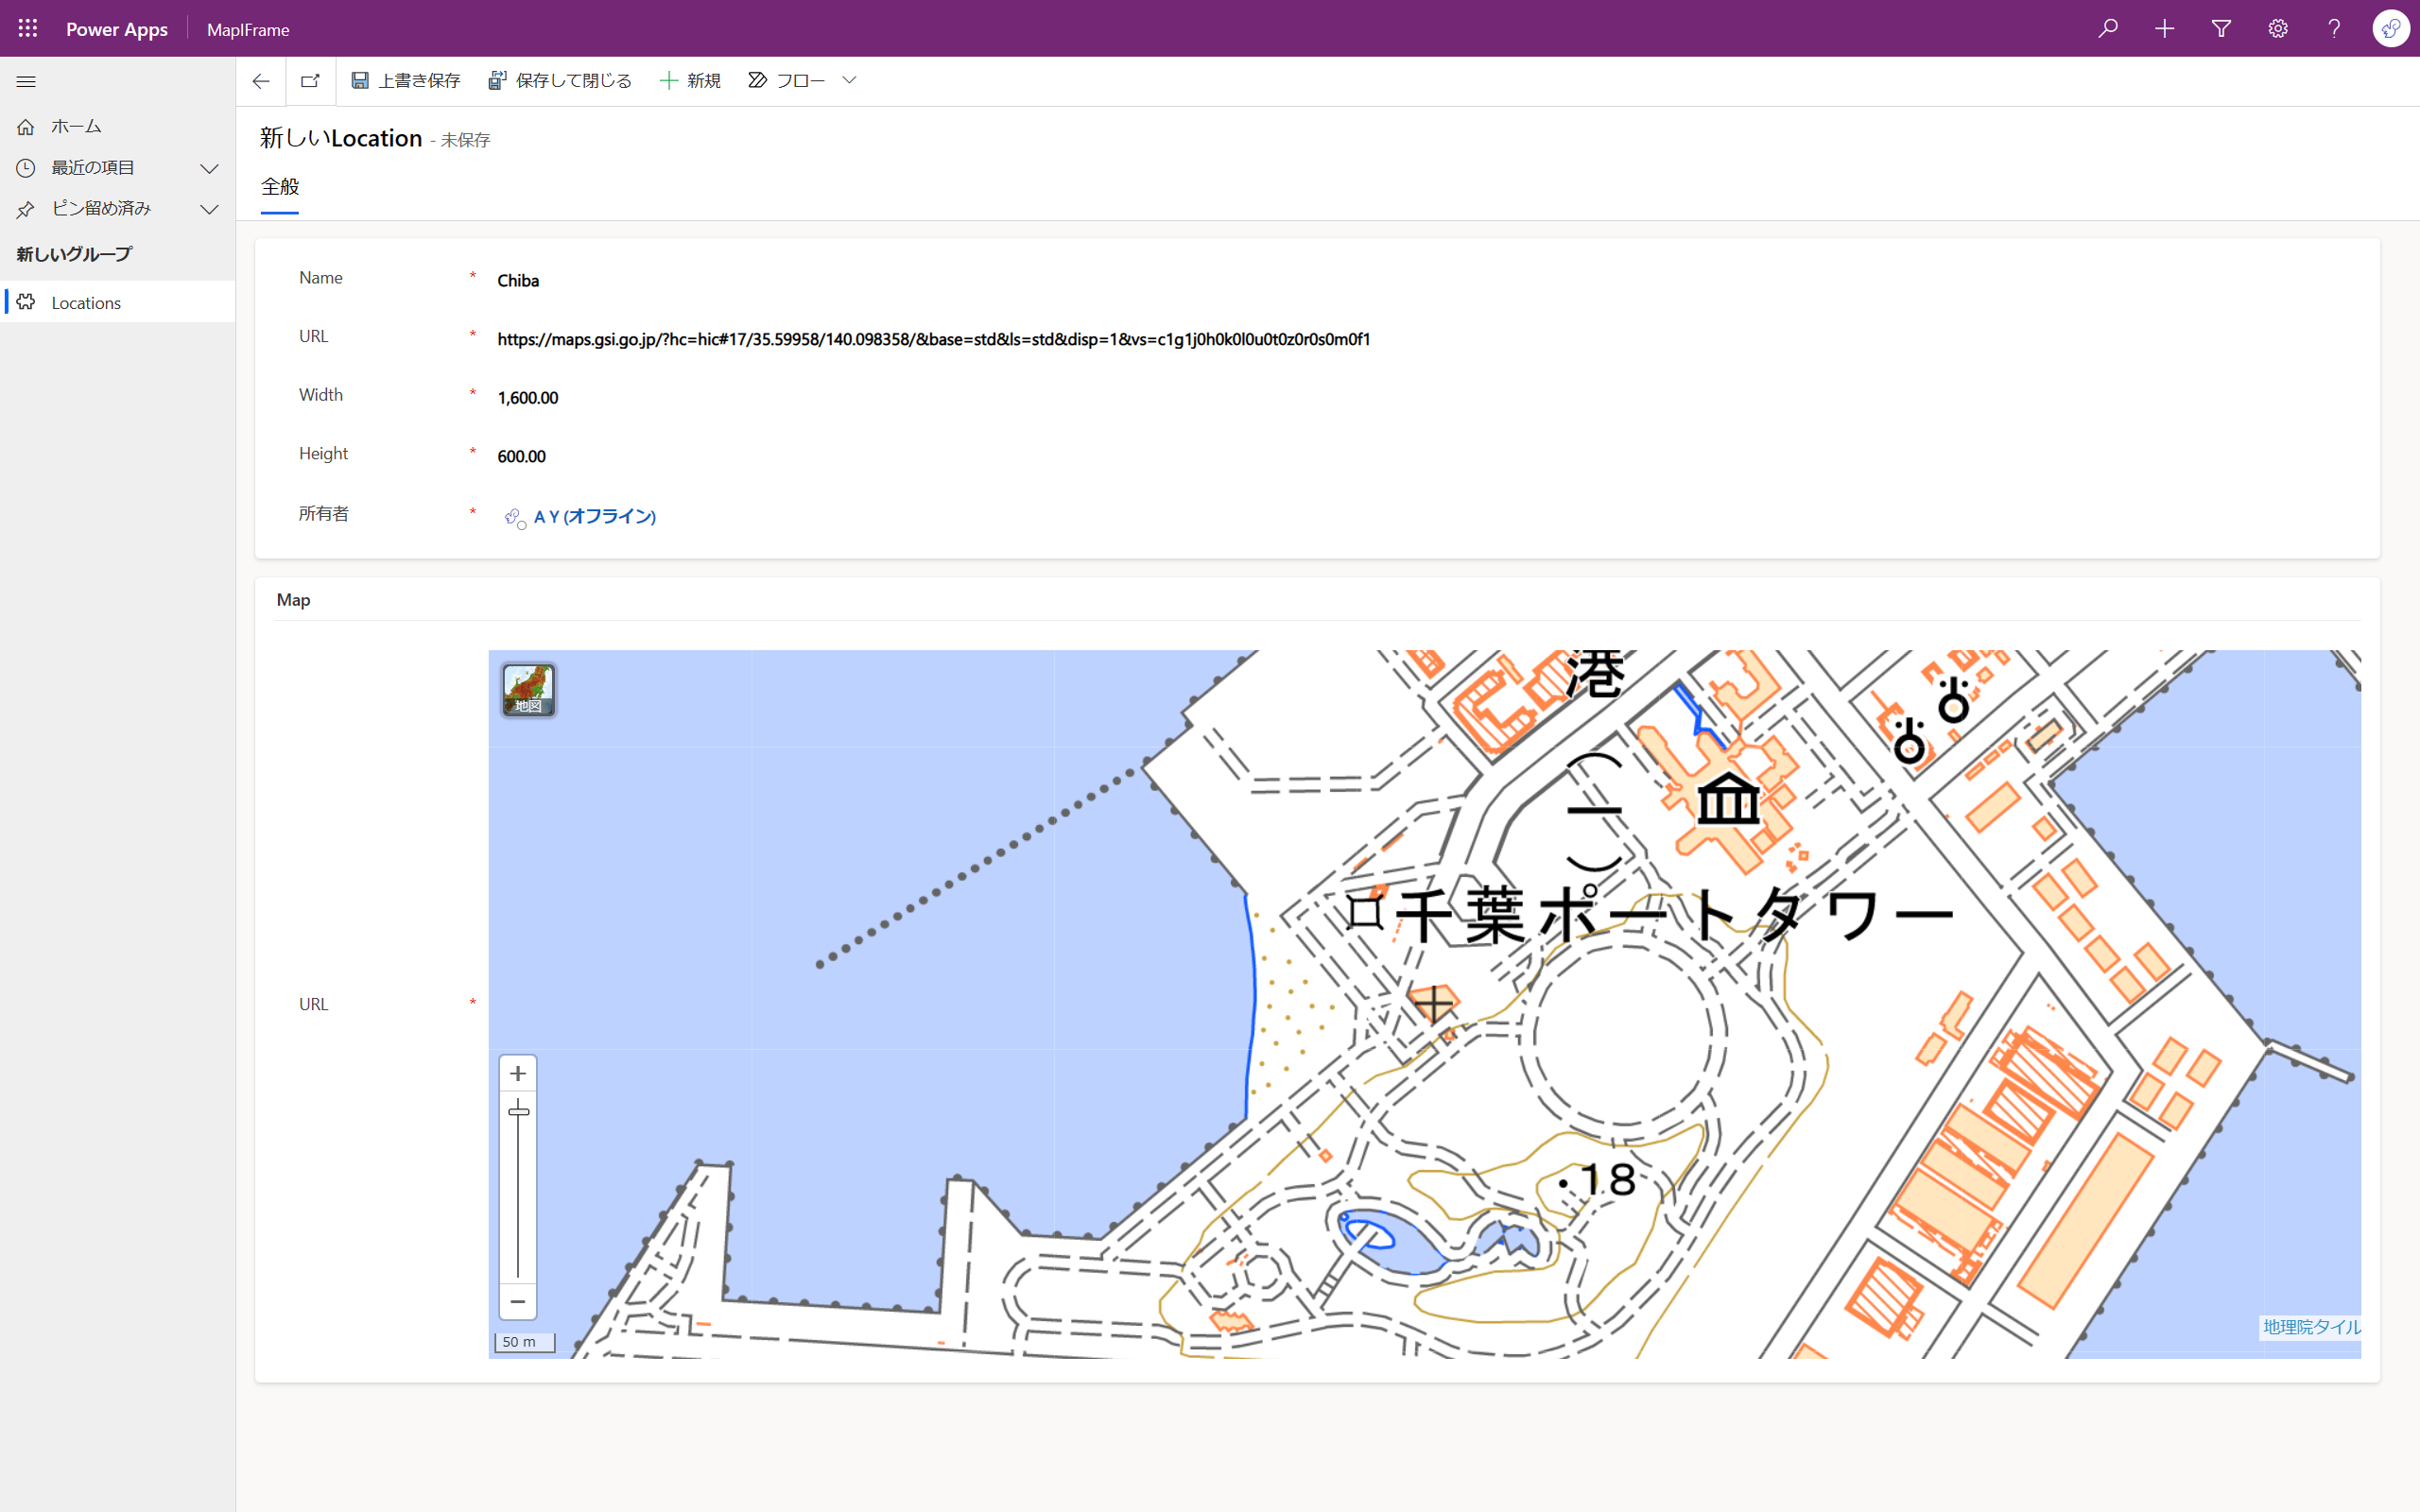 Power Apps
MapIFrame
上書き保存
保存して閉じる
新規
フロー
ホーム
最近の項目
ピン留め済み
新しいグループ
Locations
新しいLocation - 未保存
全般
Name * Chiba
URL * https://maps.gsi.go.jp/?hc=hic#17/35.59958/140.098358/&base=std&ls=std&disp=1&vs=c1g1j0h0k0l0u0t0z0r0s0m0f1
Width * 1,600.00
Height * 600.00
所有者 * A Y (オフライン)
Map
URL *
地図
港
（一）
千葉ポートタワー
・18
50 m
地理院タイル